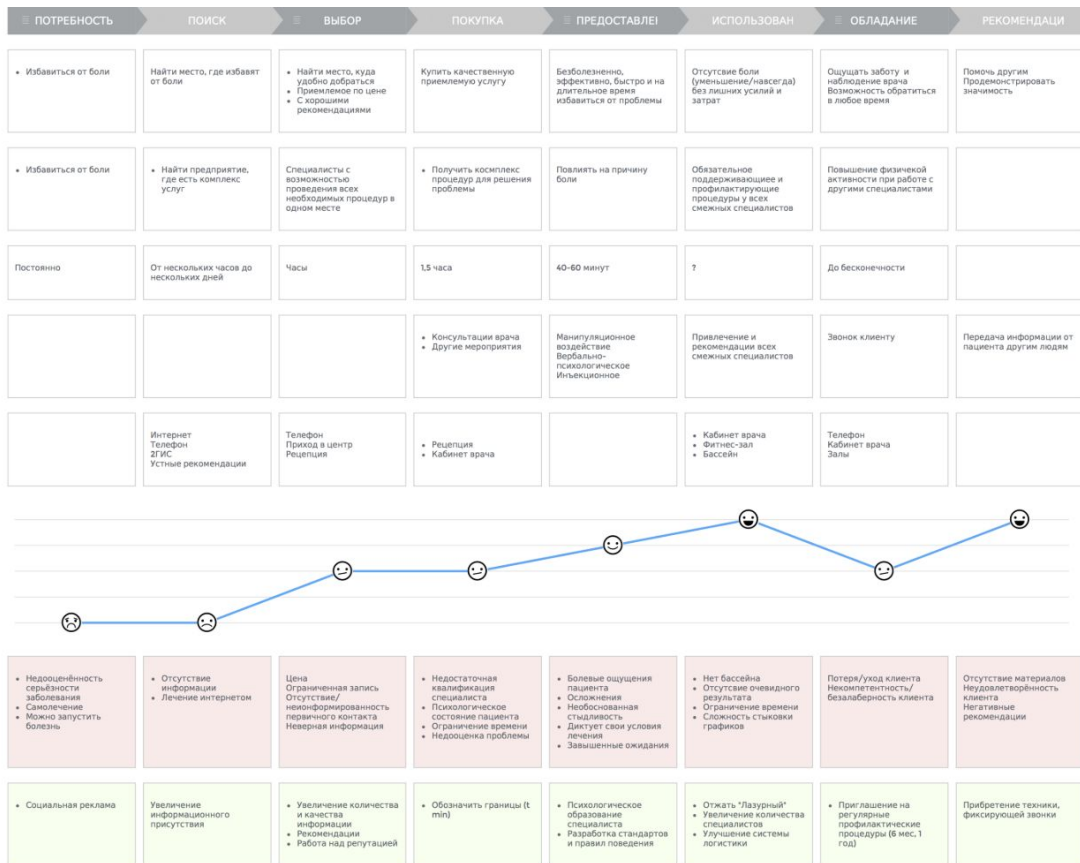 ПОТРЕБНОСТЬ
ПОИСК
ВЫБОР
ПОКУПКА
ПРЕДОСТАВЛЕІ
ИСПОЛЬЗОВАН
ОБЛАДАНИЕ
РЕКОМЕНДАЦИ
• Избавиться от боли
Найти место, где избавят
от боли
• Найти место, куда
удобно добраться
• Приемлемое по цене
• С хорошими
рекомендациями
Купить качественную
приемлемую услугу
Безболезненно,
эффективно, быстро и на
длительное время
избавиться от проблемы
Отсутсвие боли
(уменьшение/навсегда)
без лишних усилий и
затрат
Ощущать заботу и
наблюдение врача
Возможность обратиться
в любое время
Помочь другим
Продемонстрировать
значимость
• Избавиться от боли
• Найти предприятие,
где есть комплекс
услуг
Специалисты с
возможностью
проведения всех
необходимых процедур в
одном месте
• Получить космплекс
процедур для решения
проблемы
Повлиять на причину
боли
Обязательное
поддерживающиее и
профилактирующие
процедуры у всех
смежных специалистов
Повышение физичекой
активности при работе с
другими специалистами
Постоянно
От нескольких часов до
нескольких дней
Часы
1,5 часа
40-60 минут
?
До бесконечности
• Консультации врача
• Другие мероприятия
Манипуляционное
воздействие
Вербально-
психологическое
Инъекционное
Привлечение и
рекомендации всех
смежных специалистов
Звонок клиенту
Передача информации от
пациента другим людям
Интернет
Телефон
2ГИС
Устные рекомендации
Телефон
Приход в центр
Рецепция
• Рецепция
• Кабинет врача
• Кабинет врача
• Фитнес-зал
• Бассейн
Телефон
Кабинет врача
Залы
• Недооценённость
серьёзности
заболевания
• Самолечение
• Можно запустить
болезнь
• Отсутствие
информации
• Лечение интернетом
Цена
Ограниченная запись
Отсутствие/
неионформированность
первичного контакта
Неверная информация
• Недостаточная
квалификация
специалиста
• Психологическое
состояние пациента
• Ограничение времени
• Недооценка проблемы
• Болевые ощущения
пациента
• Осложнения
• Необоснованная
стыдливость
• Диктует свои условия
лечения
• Завышенные ожидания
• Нет бассейна
• Отсутсвие очевидного
результата
• Ограничение времени
• Сложность стыковки
графиков
Потеря/уход клиента
Некомпетентность/
безалаберность клиента
Отсутствие материалов
Неудовлетворённость
клиента
Негативные
рекомендации
• Социальная реклама
Увеличение
информационного
присутствия
• Увеличение количества
и качества
информации
• Рекомендации
• Работа над репутацией
• Обозначить границы (t
min)
• Психологическое
образование
специалиста
• Разработка стандартов
и правил поведения
• Отжать "Лазурный"
• Увеличение количества
специалистов
• Улучшение системы
логистики
• Приглашение на
регулярные
профилактические
процедуры (6 мес, 1
год)
Прибретение техники,
фиксирующей звонки